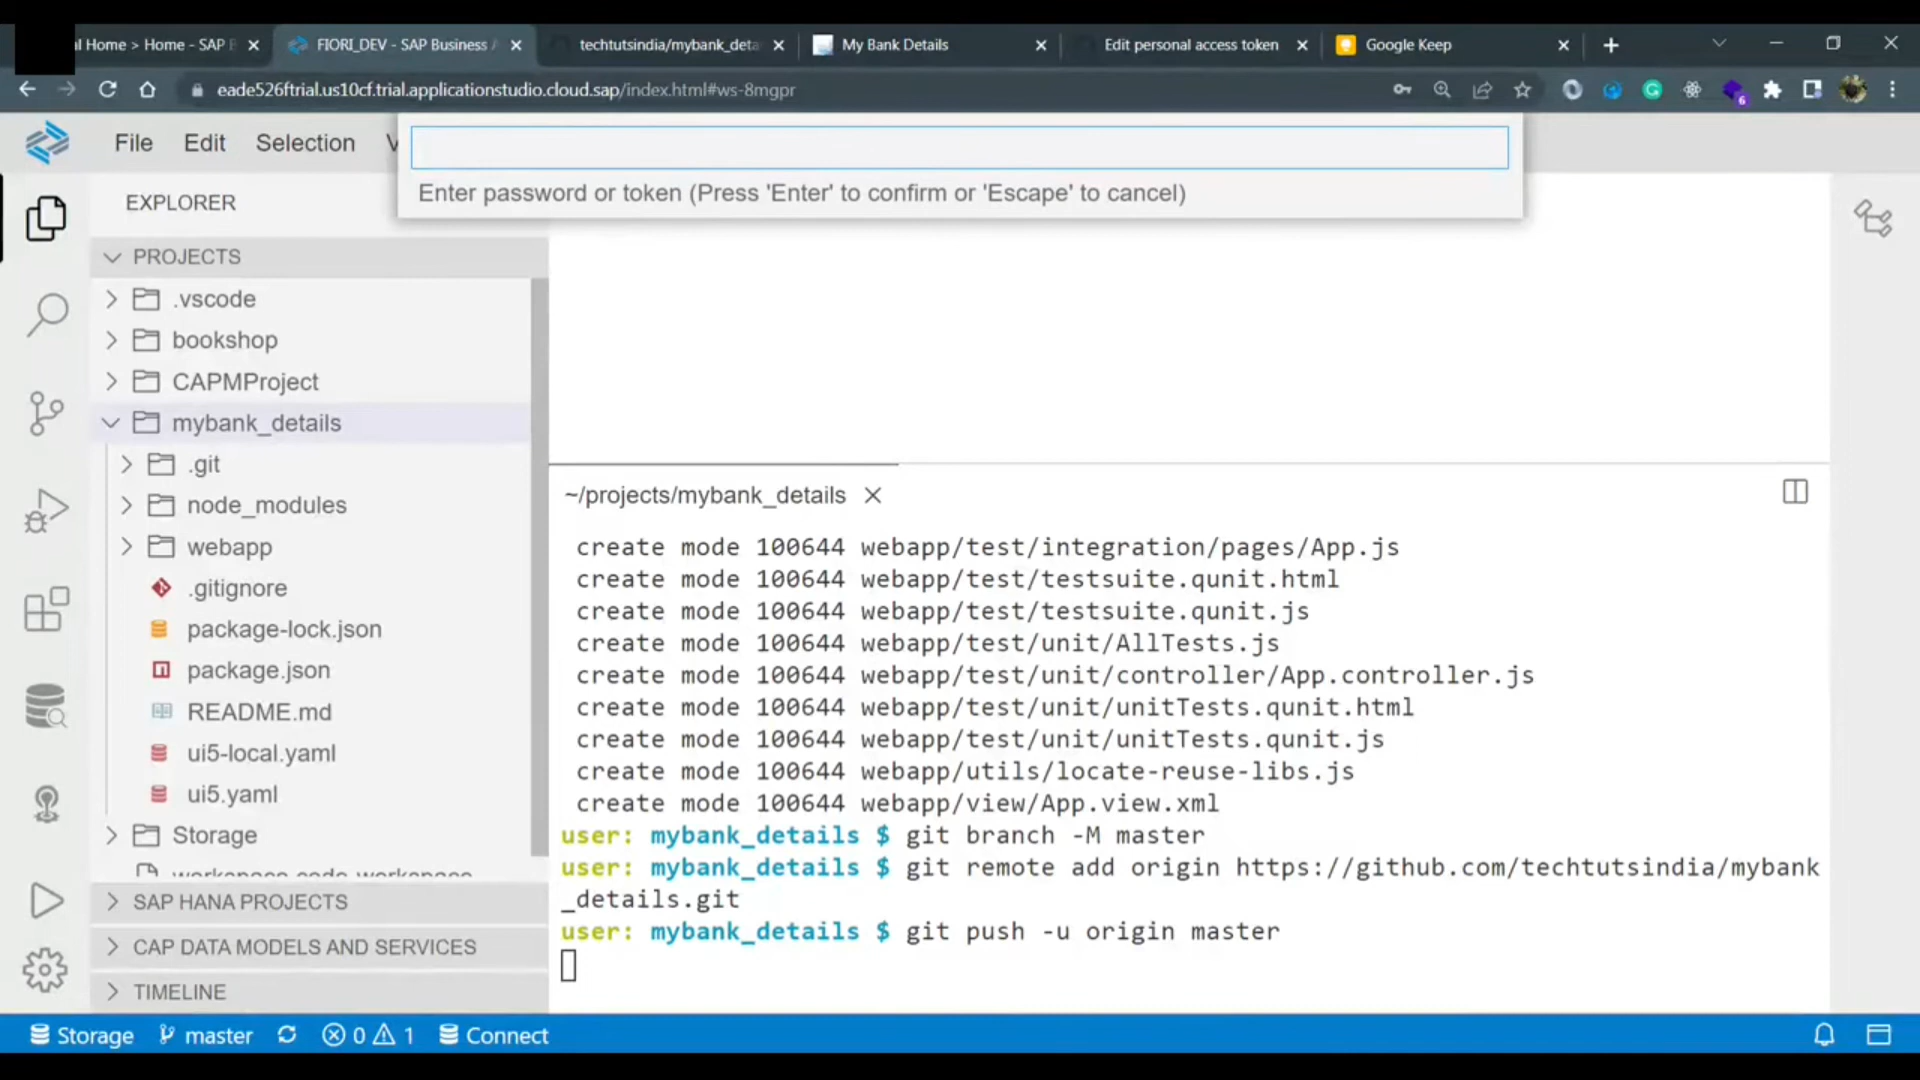 al Home > Home - SAP B
FIORI_DEV - SAP Business A
techtutsindia/mybank_deta
My Bank Details
Edit personal access token
Google Keep
eade526ftrial.us10cf.trial.applicationstudio.cloud.sap/index.html#ws-8mgpr
6
File
Edit
Selection
V
Enter password or token (Press 'Enter' to confirm or 'Escape' to cancel)
EXPLORER
PROJECTS
.vscode
bookshop
CAPMProject
mybank_details
.git
node_modules
webapp
.gitignore
package-lock.json
package.json
README.md
ui5-local.yaml
ui5.yaml
Storage
workspace.code-workspace
SAP HANA PROJECTS
CAP DATA MODELS AND SERVICES
TIMELINE
~/projects/mybank_details
create mode 100644 webapp/test/integration/pages/App.js
create mode 100644 webapp/test/testsuite.qunit.html
create mode 100644 webapp/test/testsuite.qunit.js
create mode 100644 webapp/test/unit/AllTests.js
create mode 100644 webapp/test/unit/controller/App.controller.js
create mode 100644 webapp/test/unit/unitTests.qunit.html
create mode 100644 webapp/test/unit/unitTests.qunit.js
create mode 100644 webapp/utils/locate-reuse-libs.js
create mode 100644 webapp/view/App.view.xml
user: mybank_details $ git branch -M master
user: mybank_details $ git remote add origin https://github.com/techtutsindia/mybank
_details.git
user: mybank_details $ git push -u origin master
Storage
master
0
1
Connect